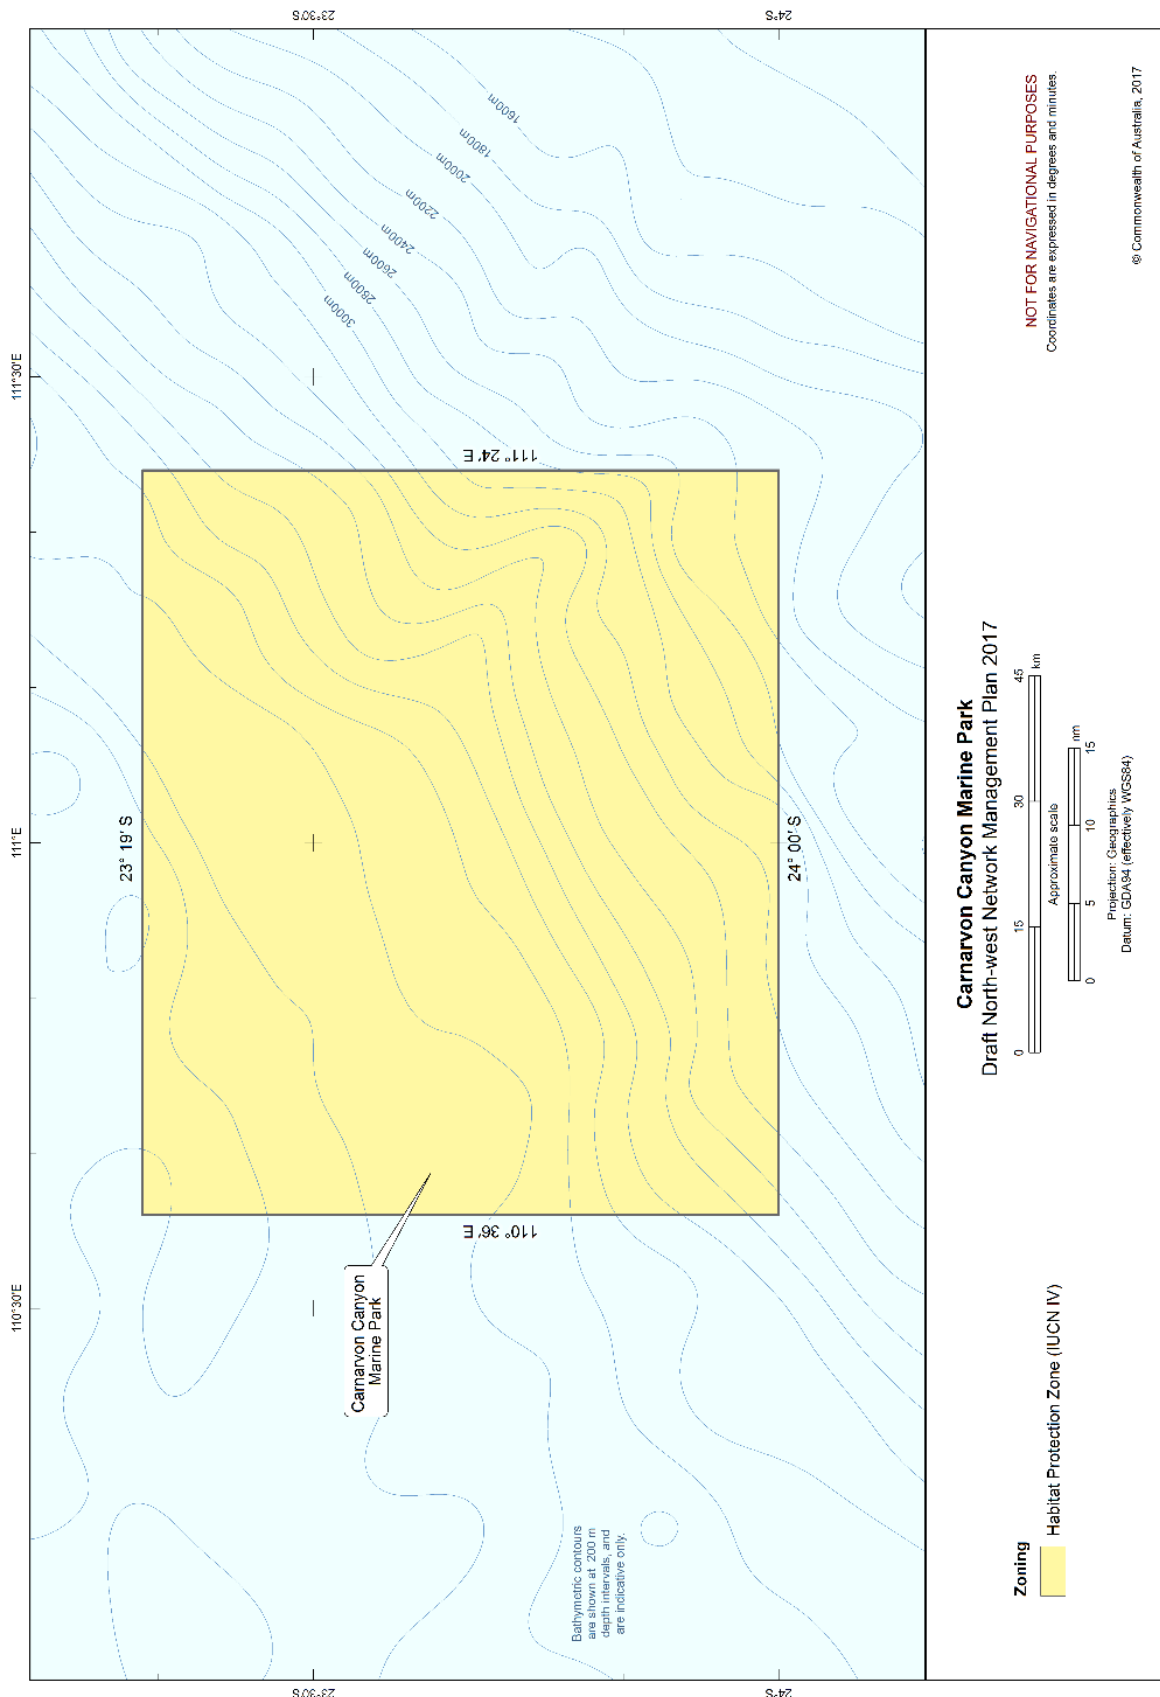 110°30'E
111°E
111°30'E
23°30'S
24°S
23°30'S
24°S
23° 19' S
24° 00' S
110° 36' E
111° 24' E
Carnarvon Canyon
Marine Park
1600m
1800m
2000m
2200m
2400m
2600m
2800m
3000m
Bathymetric contours
are shown at 200 m
depth intervals, and
are indicative only.
Zoning
Habitat Protection Zone (IUCN IV)
Carnarvon Canyon Marine Park
Draft North-west Network Management Plan 2017
0 15 30 45
km
Approximate scale
nm
0 5 10 15
Projection: Geographics
Datum: GDA94 (effectively WGS84)
NOT FOR NAVIGATIONAL PURPOSES
Coordinates are expressed in degrees and minutes.
© Commonwealth of Australia, 2017